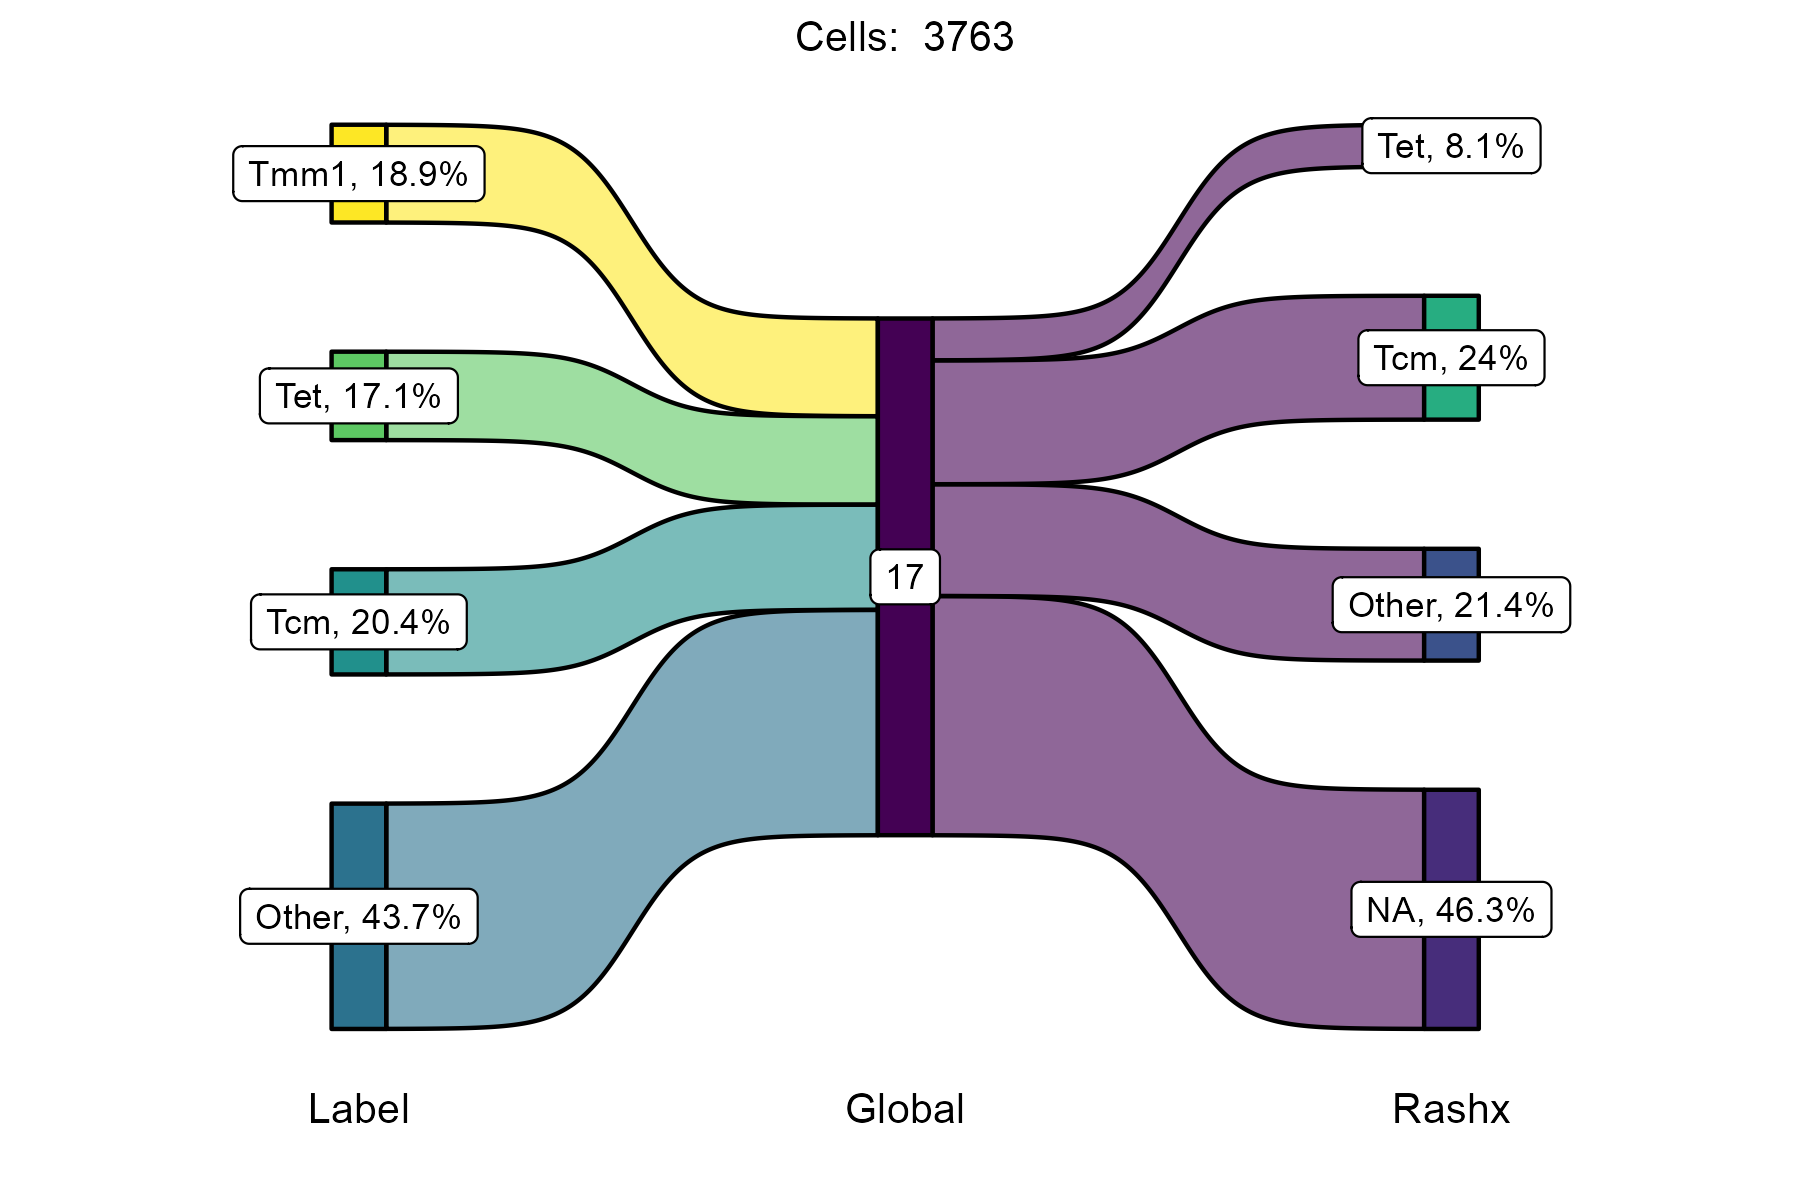 Cells:  3763
Tmm1, 18.9%
Tet, 17.1%
Tcm, 20.4%
Other, 43.7%
17
Tet, 8.1%
Tcm, 24%
Other, 21.4%
NA, 46.3%
Label
Global
Rashx